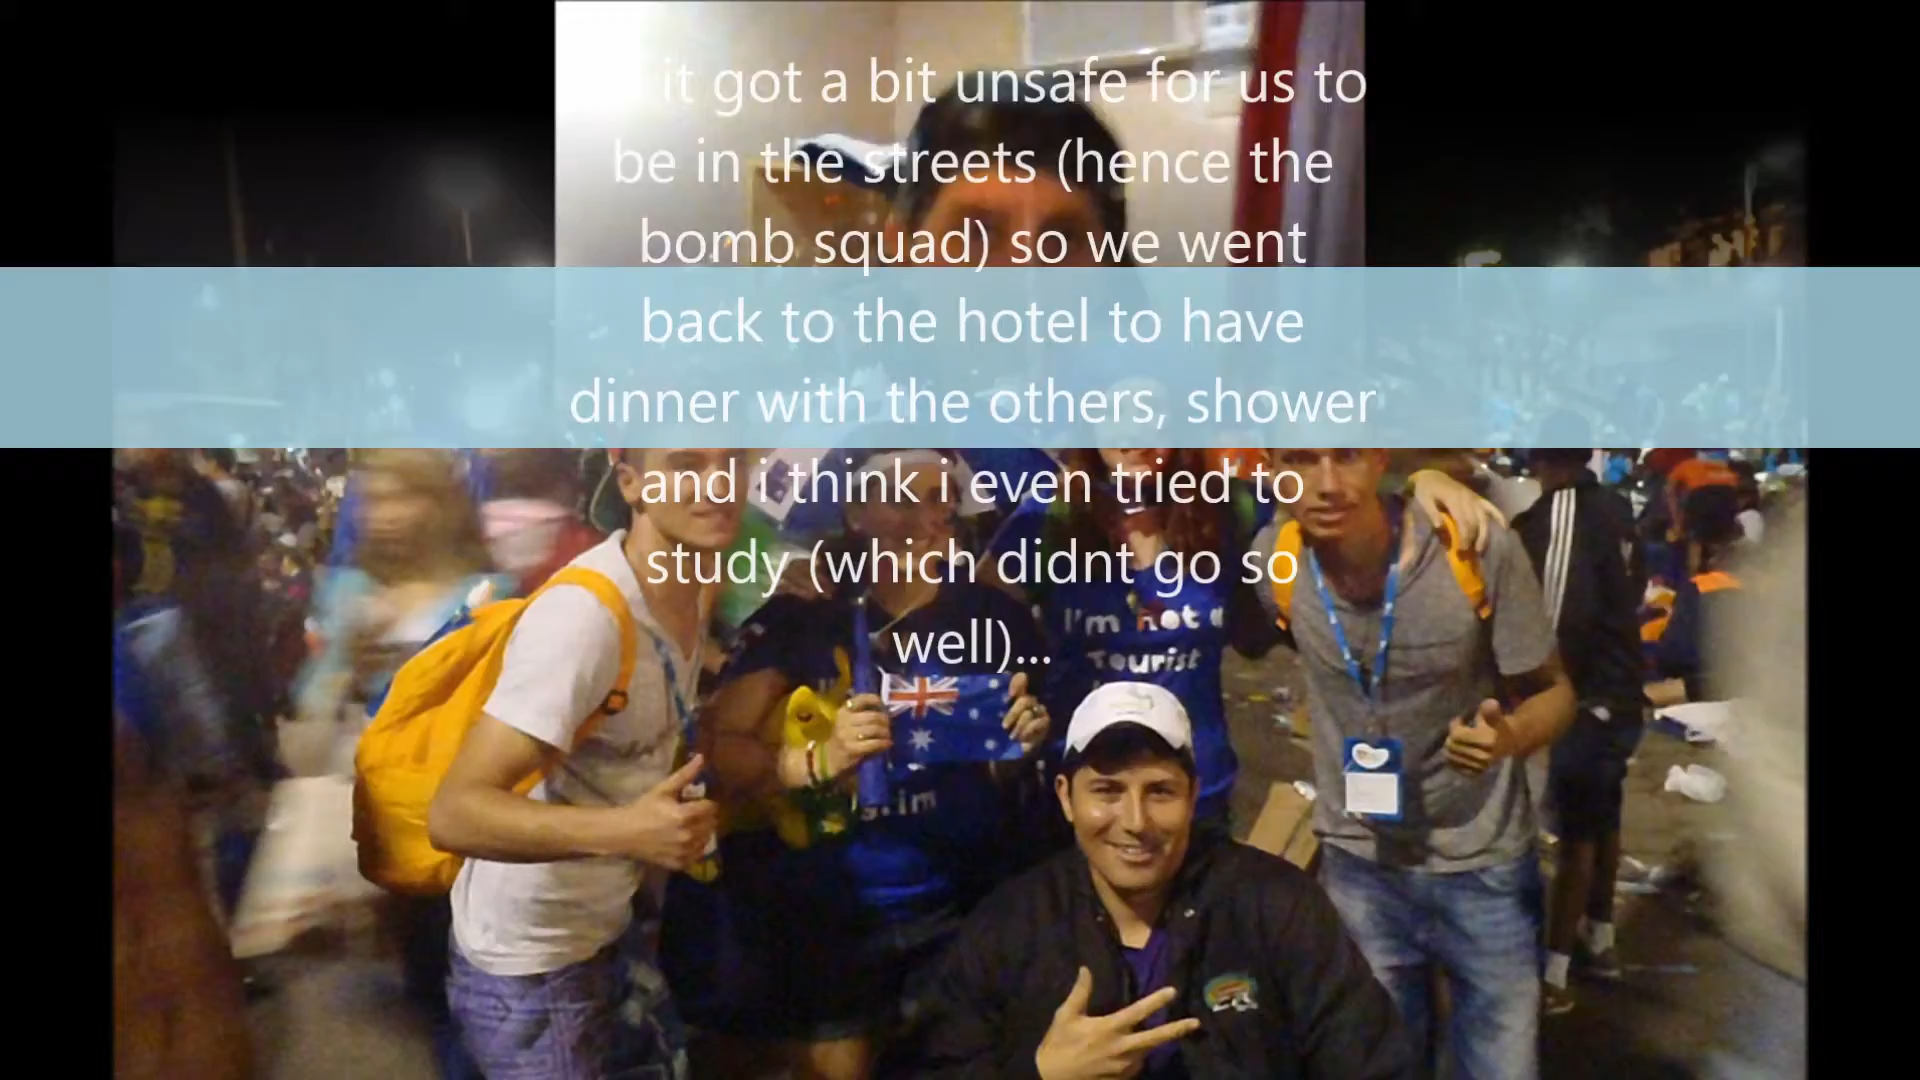 it got a bit unsafe for us to
be in the streets (hence the
bomb squad) so we went
back to the hotel to have
dinner with the others, shower
and i think i even tried to
study (which didnt go so
well)...
I'm not a
Tourist